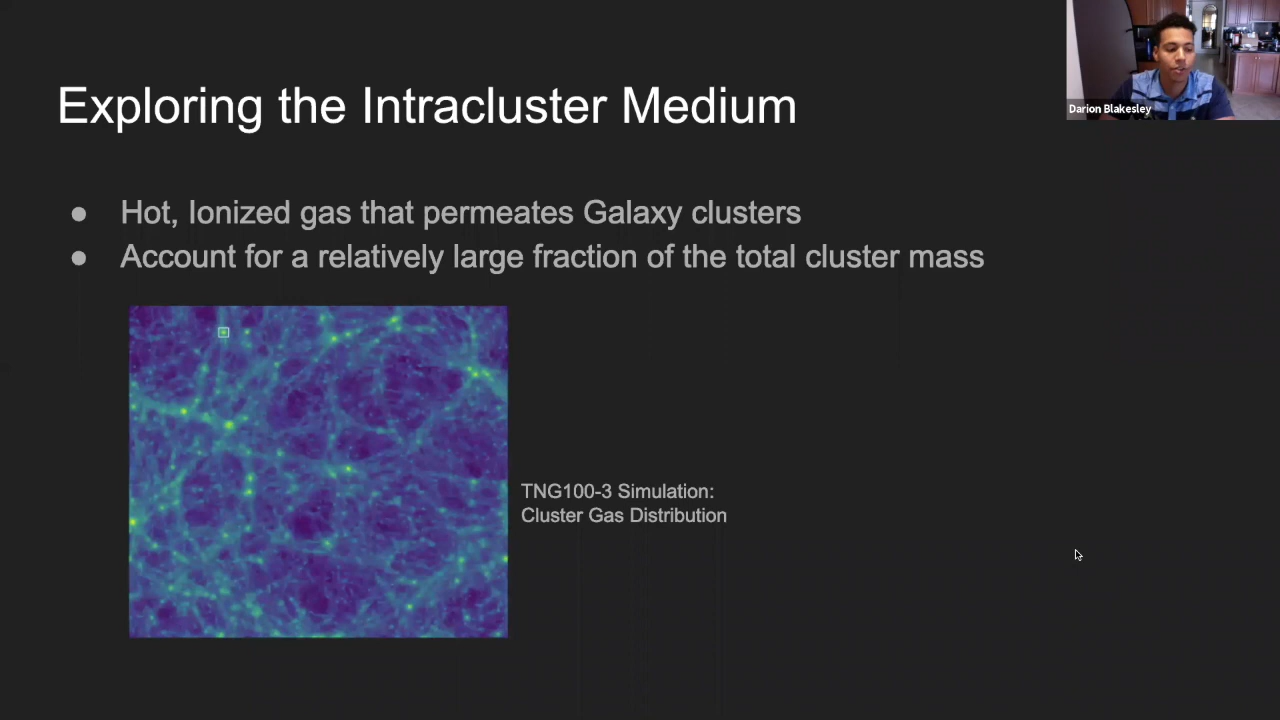 Exploring the Intracluster Medium
Darion Blakesley
● Hot, Ionized gas that permeates Galaxy clusters
● Account for a relatively large fraction of the total cluster mass
TNG100-3 Simulation:
Cluster Gas Distribution